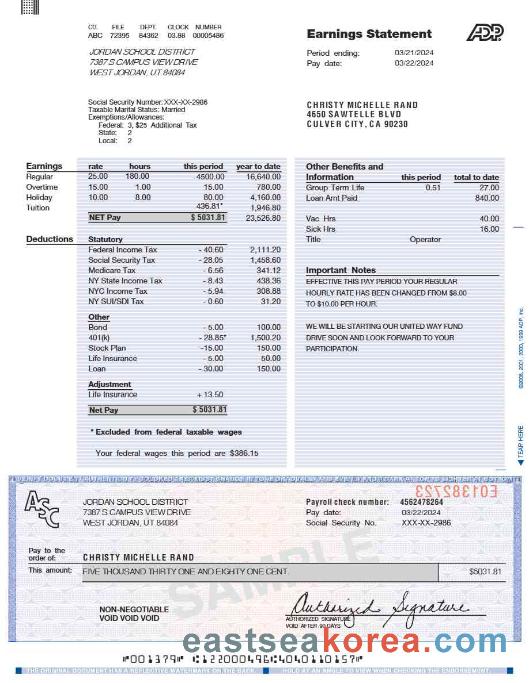 CO. FILE DEPT. CLOCK NUMBER
ABC 72395 84362 03.88 00005486
Earnings Statement
ADP
JORDAN SCHOOL DISTRICT
7387 S CAMPUS VIEW DRIVE
WEST JORDAN, UT 84084
Period ending: 03/21/2024
Pay date: 03/22/2024
Social Security Number: XXX-XX-2986
Taxable Marital Status: Married
Exemptions/Allowances:
Federal: 3, $25 Additional Tax
State: 2
Local: 2
CHRISTY MICHELLE RAND
4650 SAWTELLE BLVD
CULVER CITY, CA 90230
Earnings rate hours this period year to date
Regular 25.00 180.00 4500.00 16,640.00
Overtime 15.00 1.00 15.00 780.00
Holiday 10.00 8.00 80.00 4,160.00
Tuition 436.81* 1,946.80
NET Pay $ 5031.81 23,526.80
Deductions Statutory
Federal Income Tax - 40.60 2,111.20
Social Security Tax - 28.05 1,458.60
Medicare Tax - 6.56 341.12
NY State Income Tax - 8.43 438.36
NYC Income Tax - 5.94 308.88
NY SUI/SDI Tax - 0.60 31.20
Other
Bond - 5.00 100.00
401(k) - 28.85* 1,500.20
Stock Plan -15.00 150.00
Life Insurance - 5.00 50.00
Loan - 30.00 150.00
Adjustment
Life Insurance + 13.50
Net Pay $ 5031.81
* Excluded from federal taxable wages
Your federal wages this period are $386.15
Other Benefits and
Information this period total to date
Group Term Life 0.51 27.00
Loan Amt Paid 840.00
Vac Hrs 40.00
Sick Hrs 16.00
Title Operator
Important Notes
EFFECTIVE THIS PAY PERIOD YOUR REGULAR
HOURLY RATE HAS BEEN CHANGED FROM $8.00
TO $10.00 PER HOUR.
WE WILL BE STARTING OUR UNITED WAY FUND
DRIVE SOON AND LOOK FORWARD TO YOUR
PARTICIPATION.
TEAR HERE
E01382723
ASC
JORDAN SCHOOL DISTRICT
7387 S CAMPUS VIEW DRIVE
WEST JORDAN, UT 84084
Payroll check number: 4562478264
Pay date: 03/22/2024
Social Security No. XXX-XX-2986
Pay to the
order of: CHRISTY MICHELLE RAND
This amount: FIVE THOUSAND THIRTY ONE AND EIGHTY ONE CENT. $5031.81
SAMPLE
NON-NEGOTIABLE
VOID VOID VOID
Authorized Signature
AUTHORIZED SIGNATURE
VOID AFTER 90 DAYS
eastseakorea.com
⑈001379⑈ ⑆122000496⑆4040110157⑈